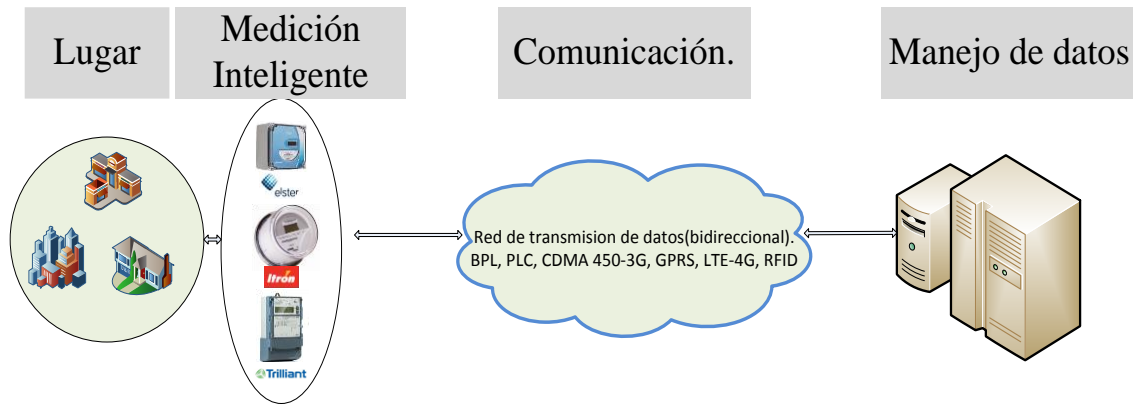 Lugar
Medición
Inteligente
Comunicación.
Manejo de datos
elster
Itrón
Trilliant
Red de transmision de datos(bidireccional).
BPL, PLC, CDMA 450-3G, GPRS, LTE-4G, RFID